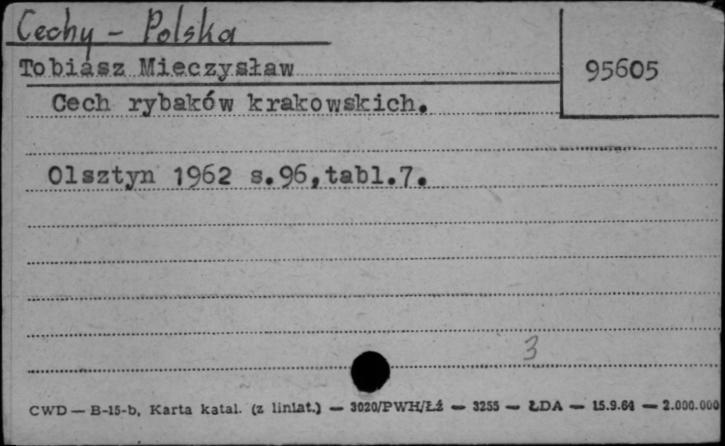 Cechy - Polska
Tobiasz Mieczysław
95605
Cech rybaków krakowskich.
Olsztyn 1962 s.96,tabl.7.
3
CWD — B-15-b, Karta katal. (z liniat.) — 3020/PWH/Łź — 3255 — ŁDA — 15.9.64 — 2.000.000